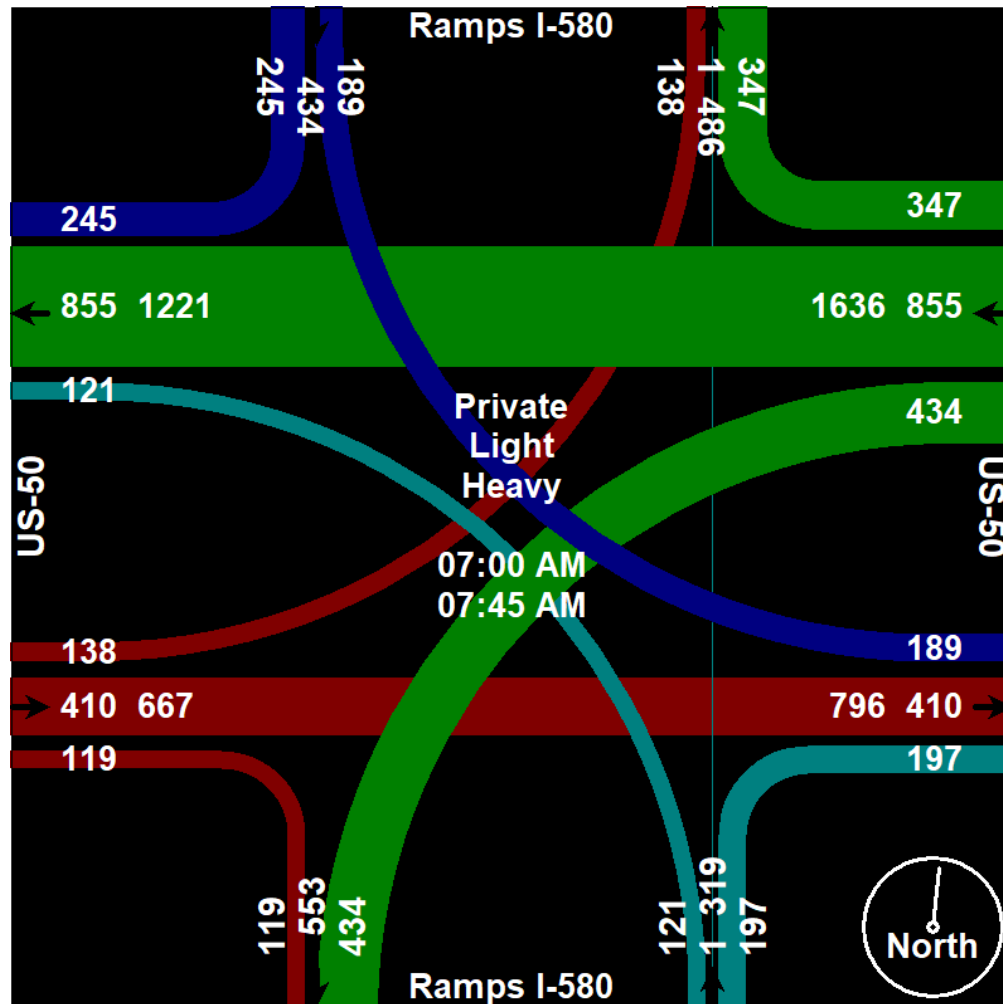 Ramps I-580
245
434
189
138
1 486
347
245
347
855 1221
1636 855
121
434
Private
Light
Heavy
US-50
US-50
07:00 AM
07:45 AM
138
189
410 667
796 410
119
197
119
553
434
121
1 319
197
North
Ramps I-580